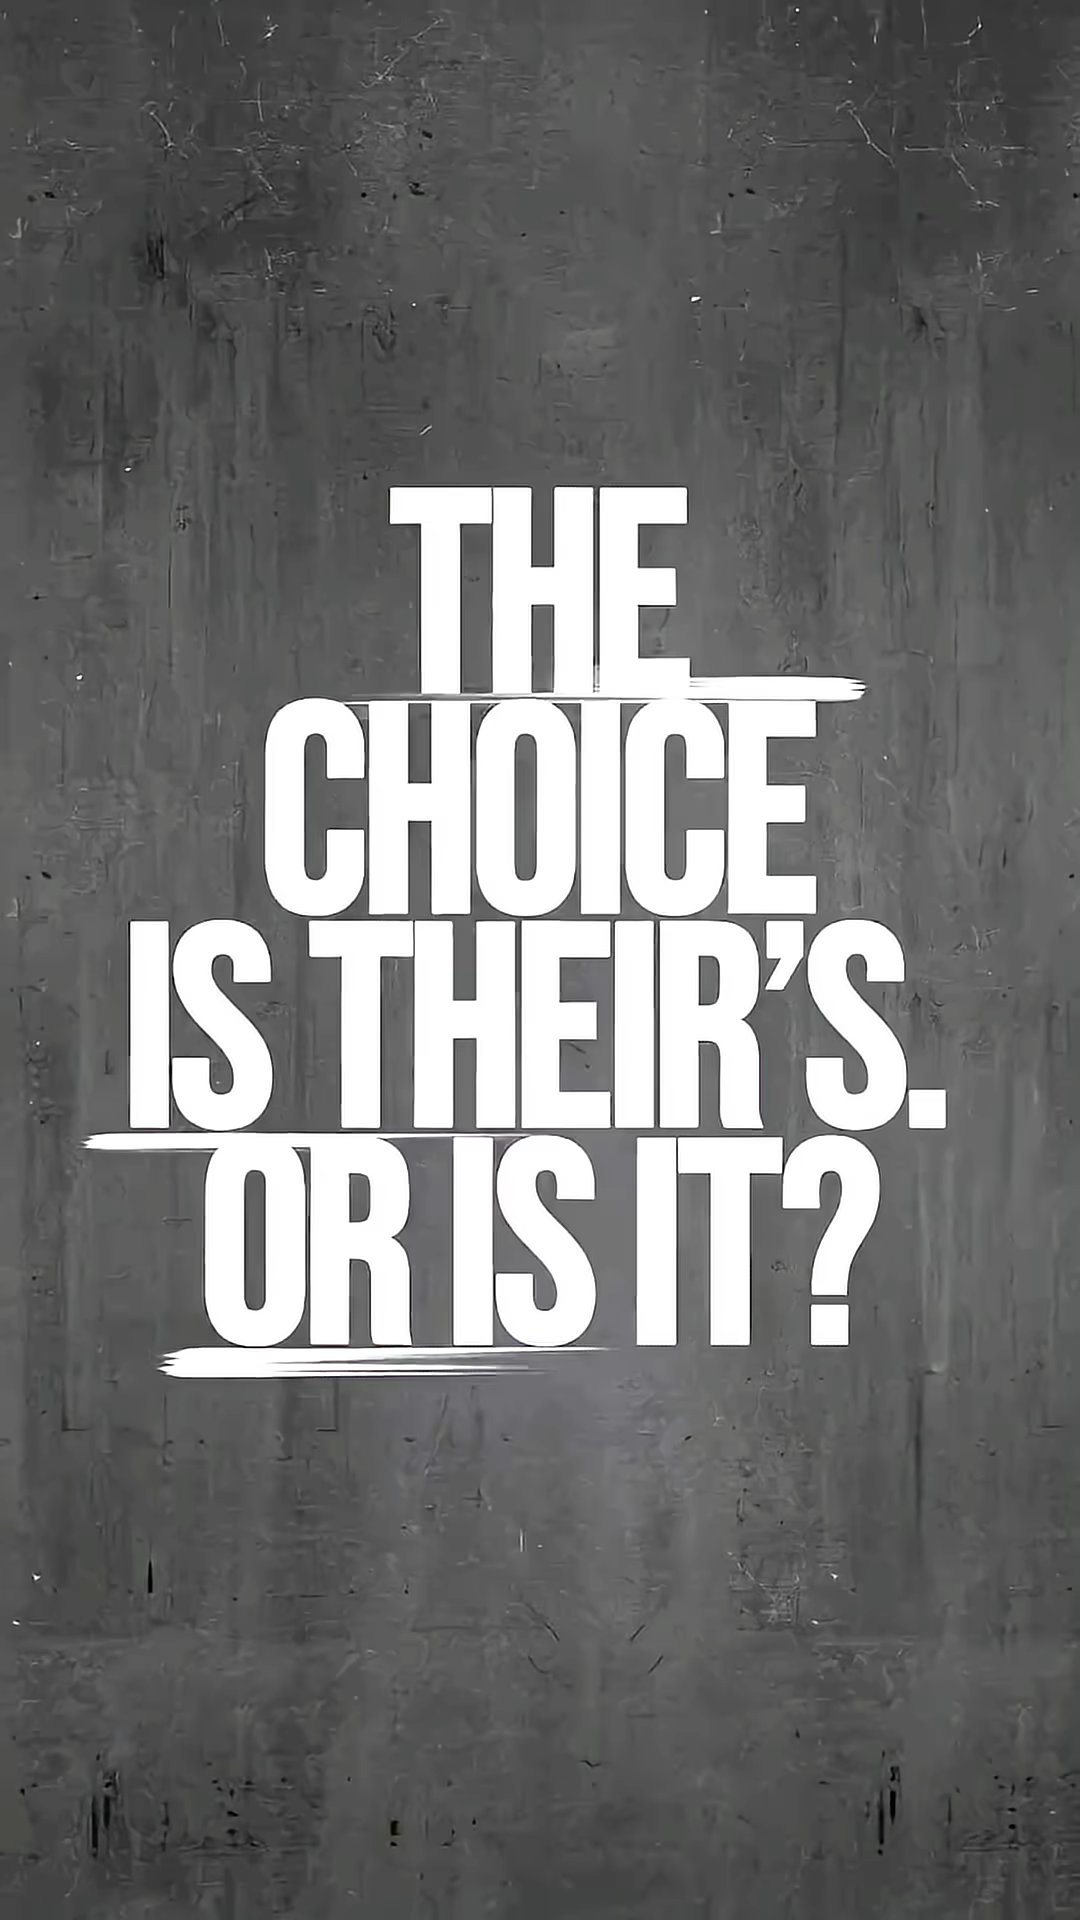 THE
CHOICE
IS THEIR’S.
OR IS IT?